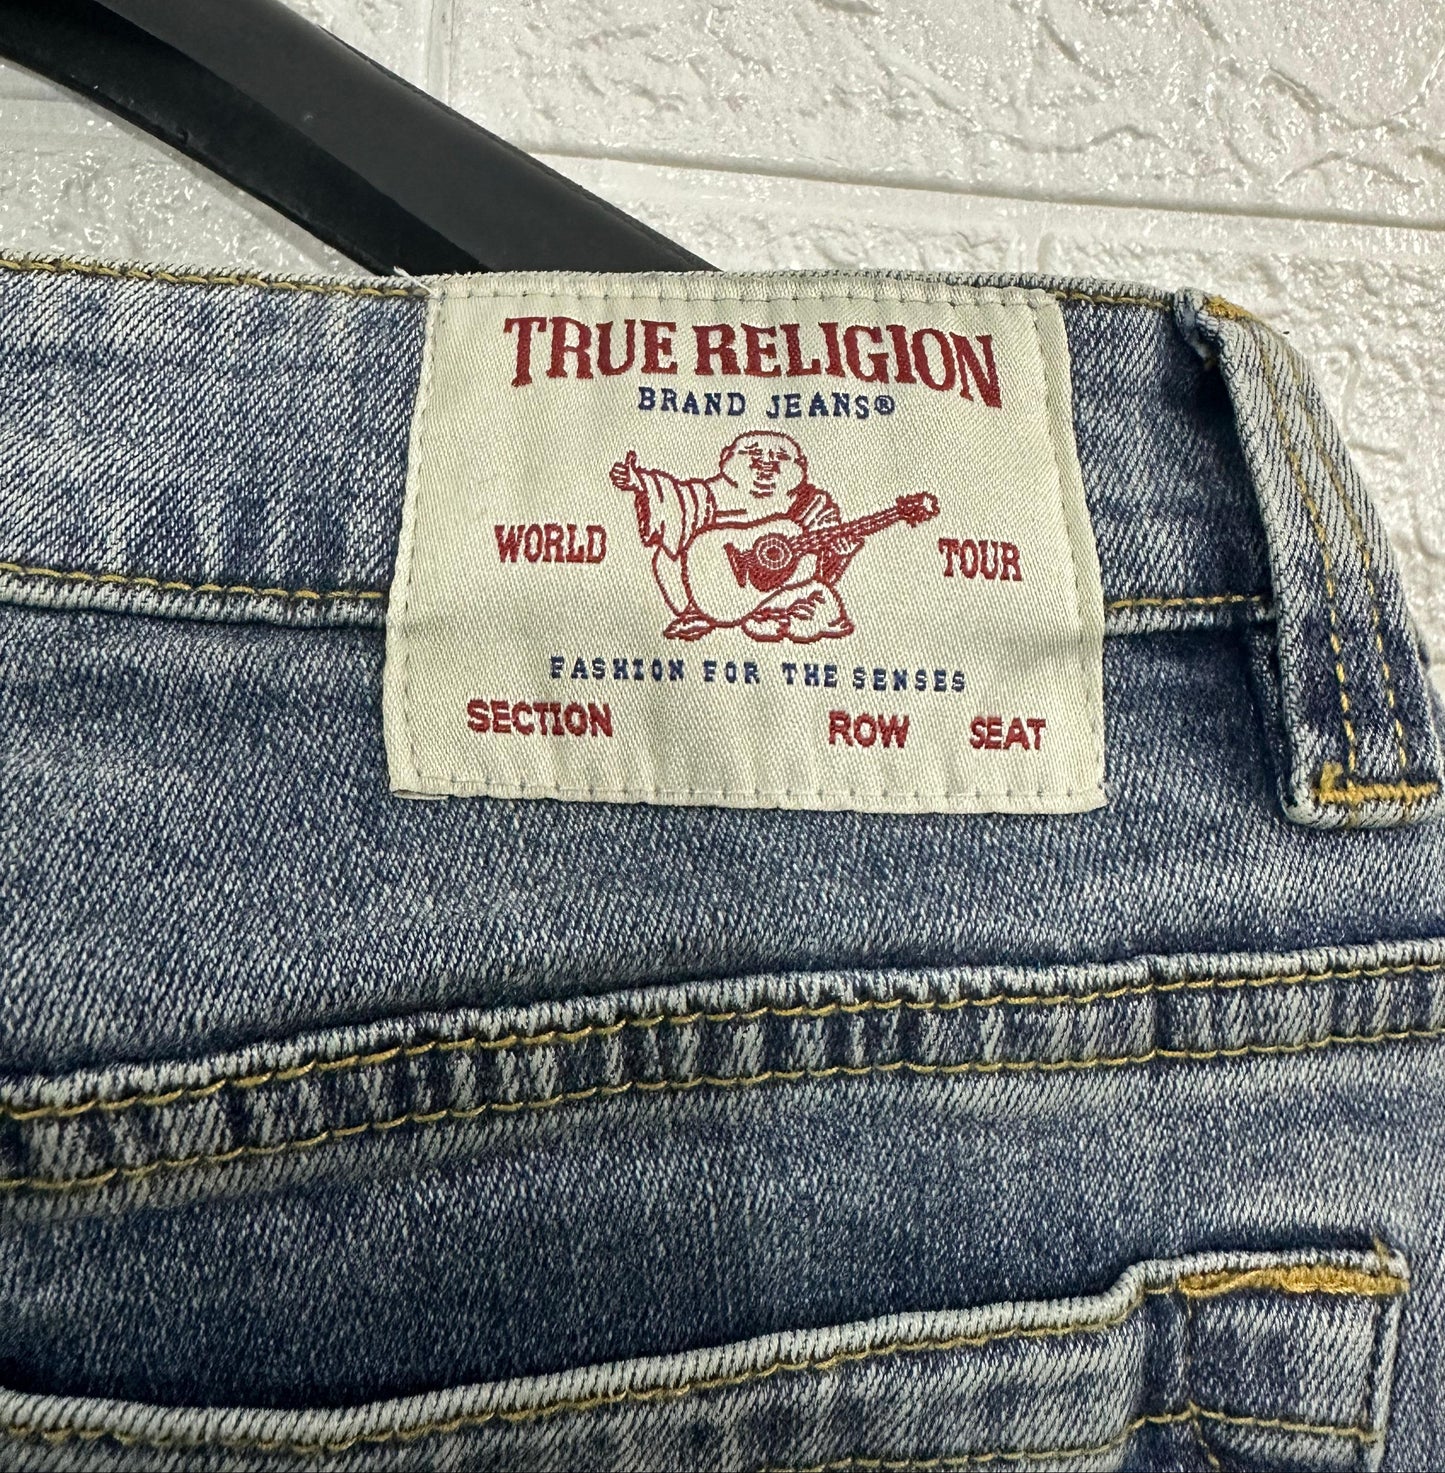 TRUE RELIGION
BRAND JEANS®
WORLD TOUR
FASHION FOR THE SENSES
SECTION ROW SEAT